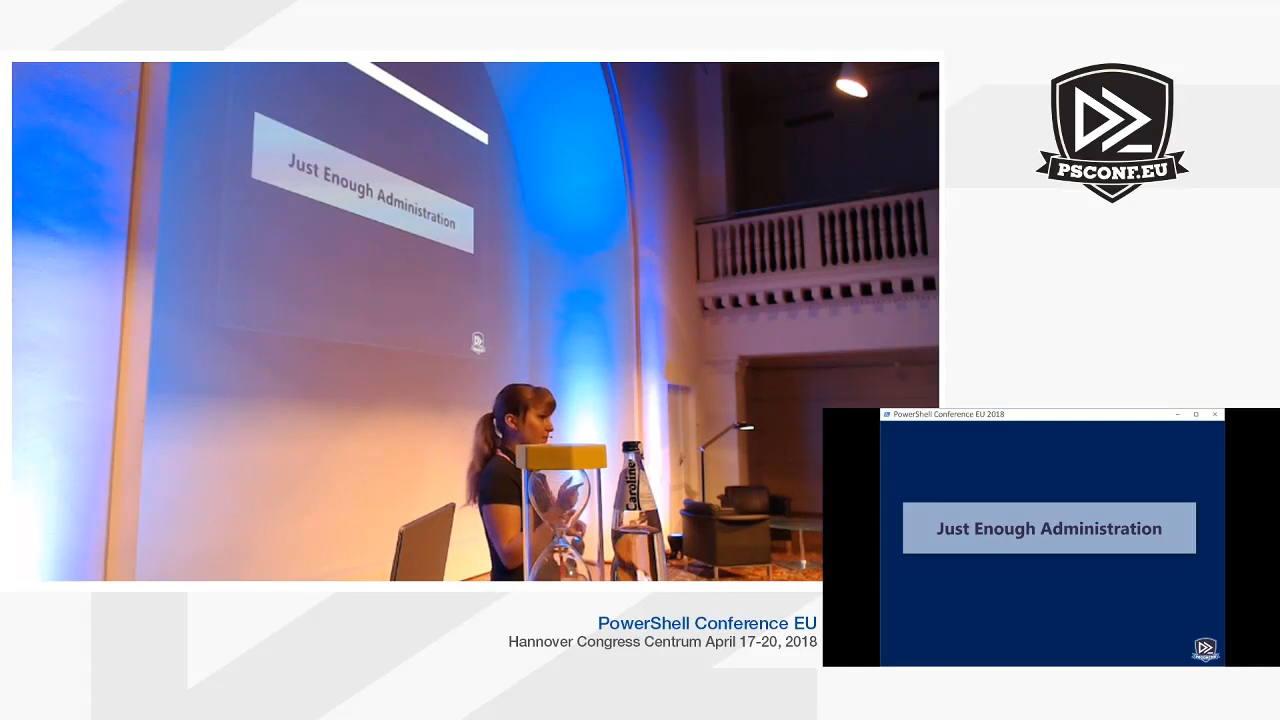 Just Enough Administration
PSCONF.EU
Caroline
PowerShell Conference EU 2018
Just Enough Administration
PowerShell Conference EU
Hannover Congress Centrum April 17-20, 2018